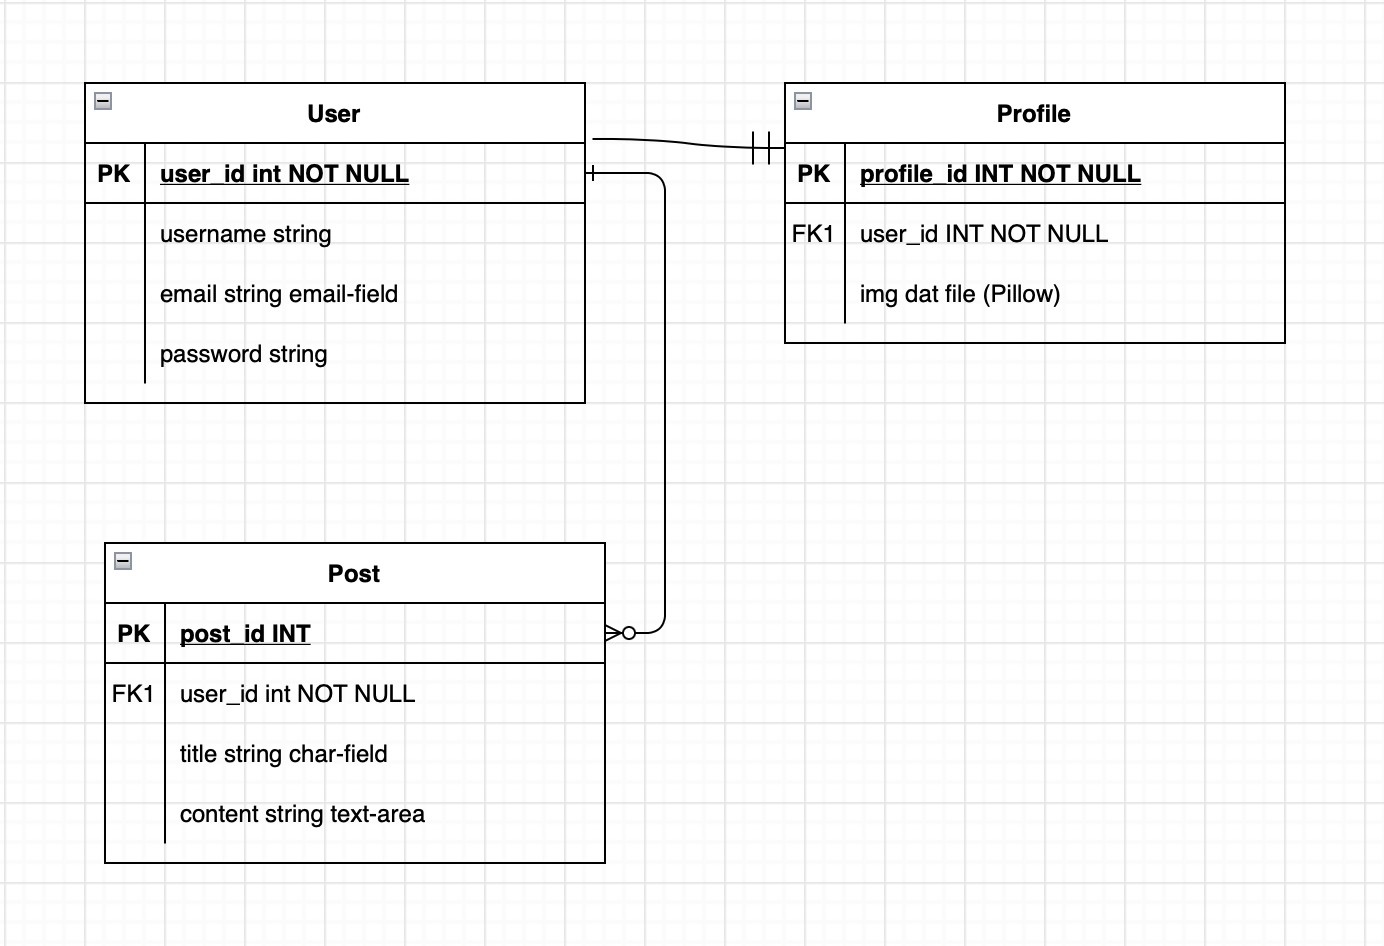 User
PK user_id int NOT NULL
username string
email string email-field
password string
Profile
PK profile_id INT NOT NULL
FK1 user_id INT NOT NULL
img dat file (Pillow)
Post
PK post_id INT
FK1 user_id int NOT NULL
title string char-field
content string text-area